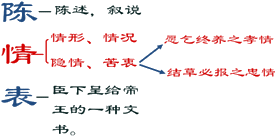 陈—陈述，叙说
情
情形、情况
隐情、苦衷
愿乞终养之孝情
结草必报之忠情
表—臣下呈给帝
王的一种文
书。